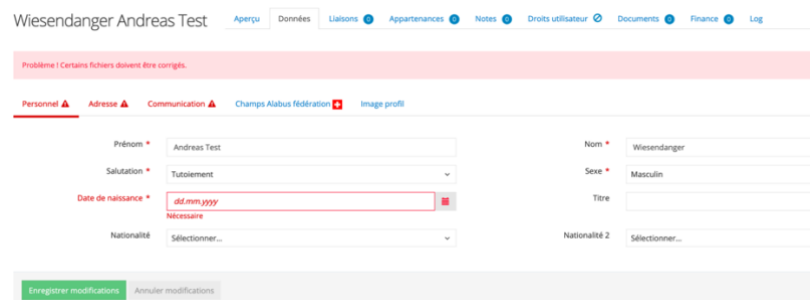 Wiesendanger Andreas Test
Aperçu Données Liaisons 0 Appartenances 0 Notes 0 Droits utilisateur Documents 0 Finance 0 Log
Problème ! Certains fichiers doivent être corrigés.
Personnel Adresse Communication Champs Alabus fédération Image profil
Prénom * Andreas Test Nom * Wiesendanger
Salutation * Tutoiement Sexe * Masculin
Date de naissance * dd.mm.yyyy Titre
Nécessaire
Nationalité Sélectionner... Nationalité 2 Sélectionner...
Enregistrer modifications Annuler modifications